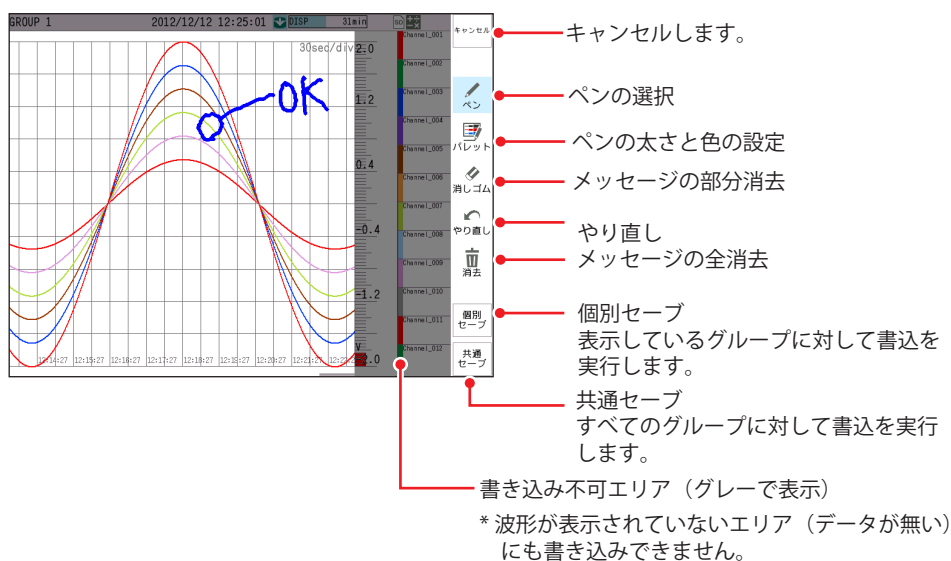 GROUP 1 2012/12/12 12:25:01 DISP 31min SD
30sec/div
2.0
1.2
0.4
-0.4
-1.2
V
-2.0
OK
12:14:27 12:15:27 12:16:27 12:17:27 12:18:27 12:19:27 12:20:27 12:21:27
Channel_001
Channel_002
Channel_003
Channel_004
Channel_005
Channel_006
Channel_007
Channel_008
Channel_009
Channel_010
Channel_011
Channel_012
キャンセル
ペン
パレット
消しゴム
やり直し
消去
個別
セーブ
共通
セーブ
キャンセルします。
ペンの選択
ペンの太さと色の設定
メッセージの部分消去
やり直し
メッセージの全消去
個別セーブ
表示しているグループに対して書込を
実行します。
共通セーブ
すべてのグループに対して書込を実行
します。
書き込み不可エリア（グレーで表示）
* 波形が表示されていないエリア（データが無い）
にも書き込みできません。